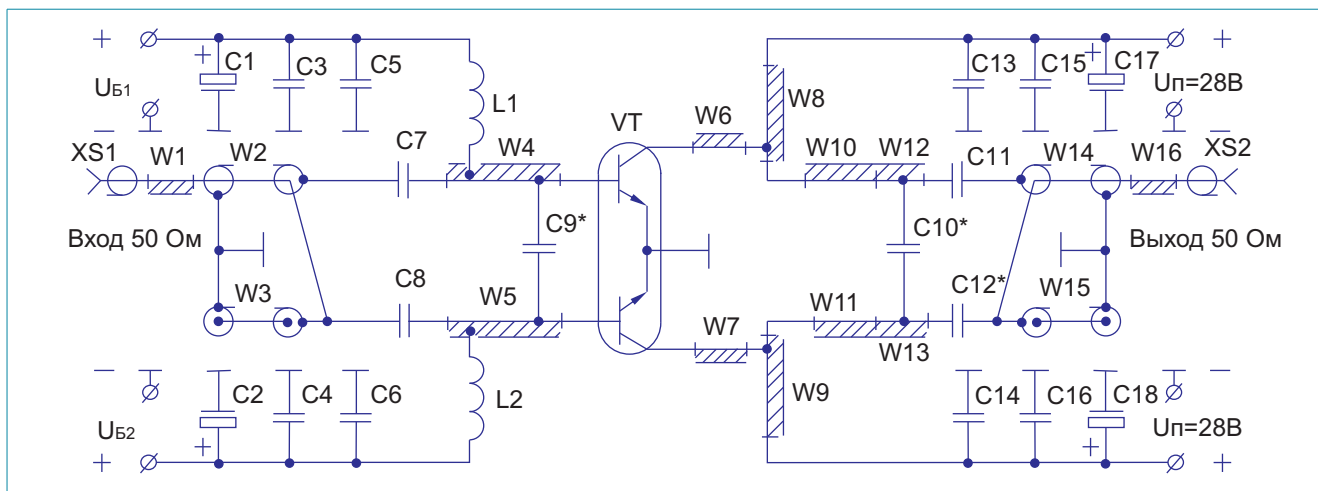 + + C1 C3 C5 C13 C15 + C17 +
UБ1 L1 W8 Uп=28В
− W6 −
XS1 W1 W2 C7 W4 VT W10 W12 C11 W14 W16 XS2
C9* C10*
Вход 50 Ом Выход 50 Ом
W3 C8 W5 W11 C12* W15
W7 W13
− C2 C4 C6 L2 W9 C14 C16 C18 −
UБ2 Uп=28В
+ + + +